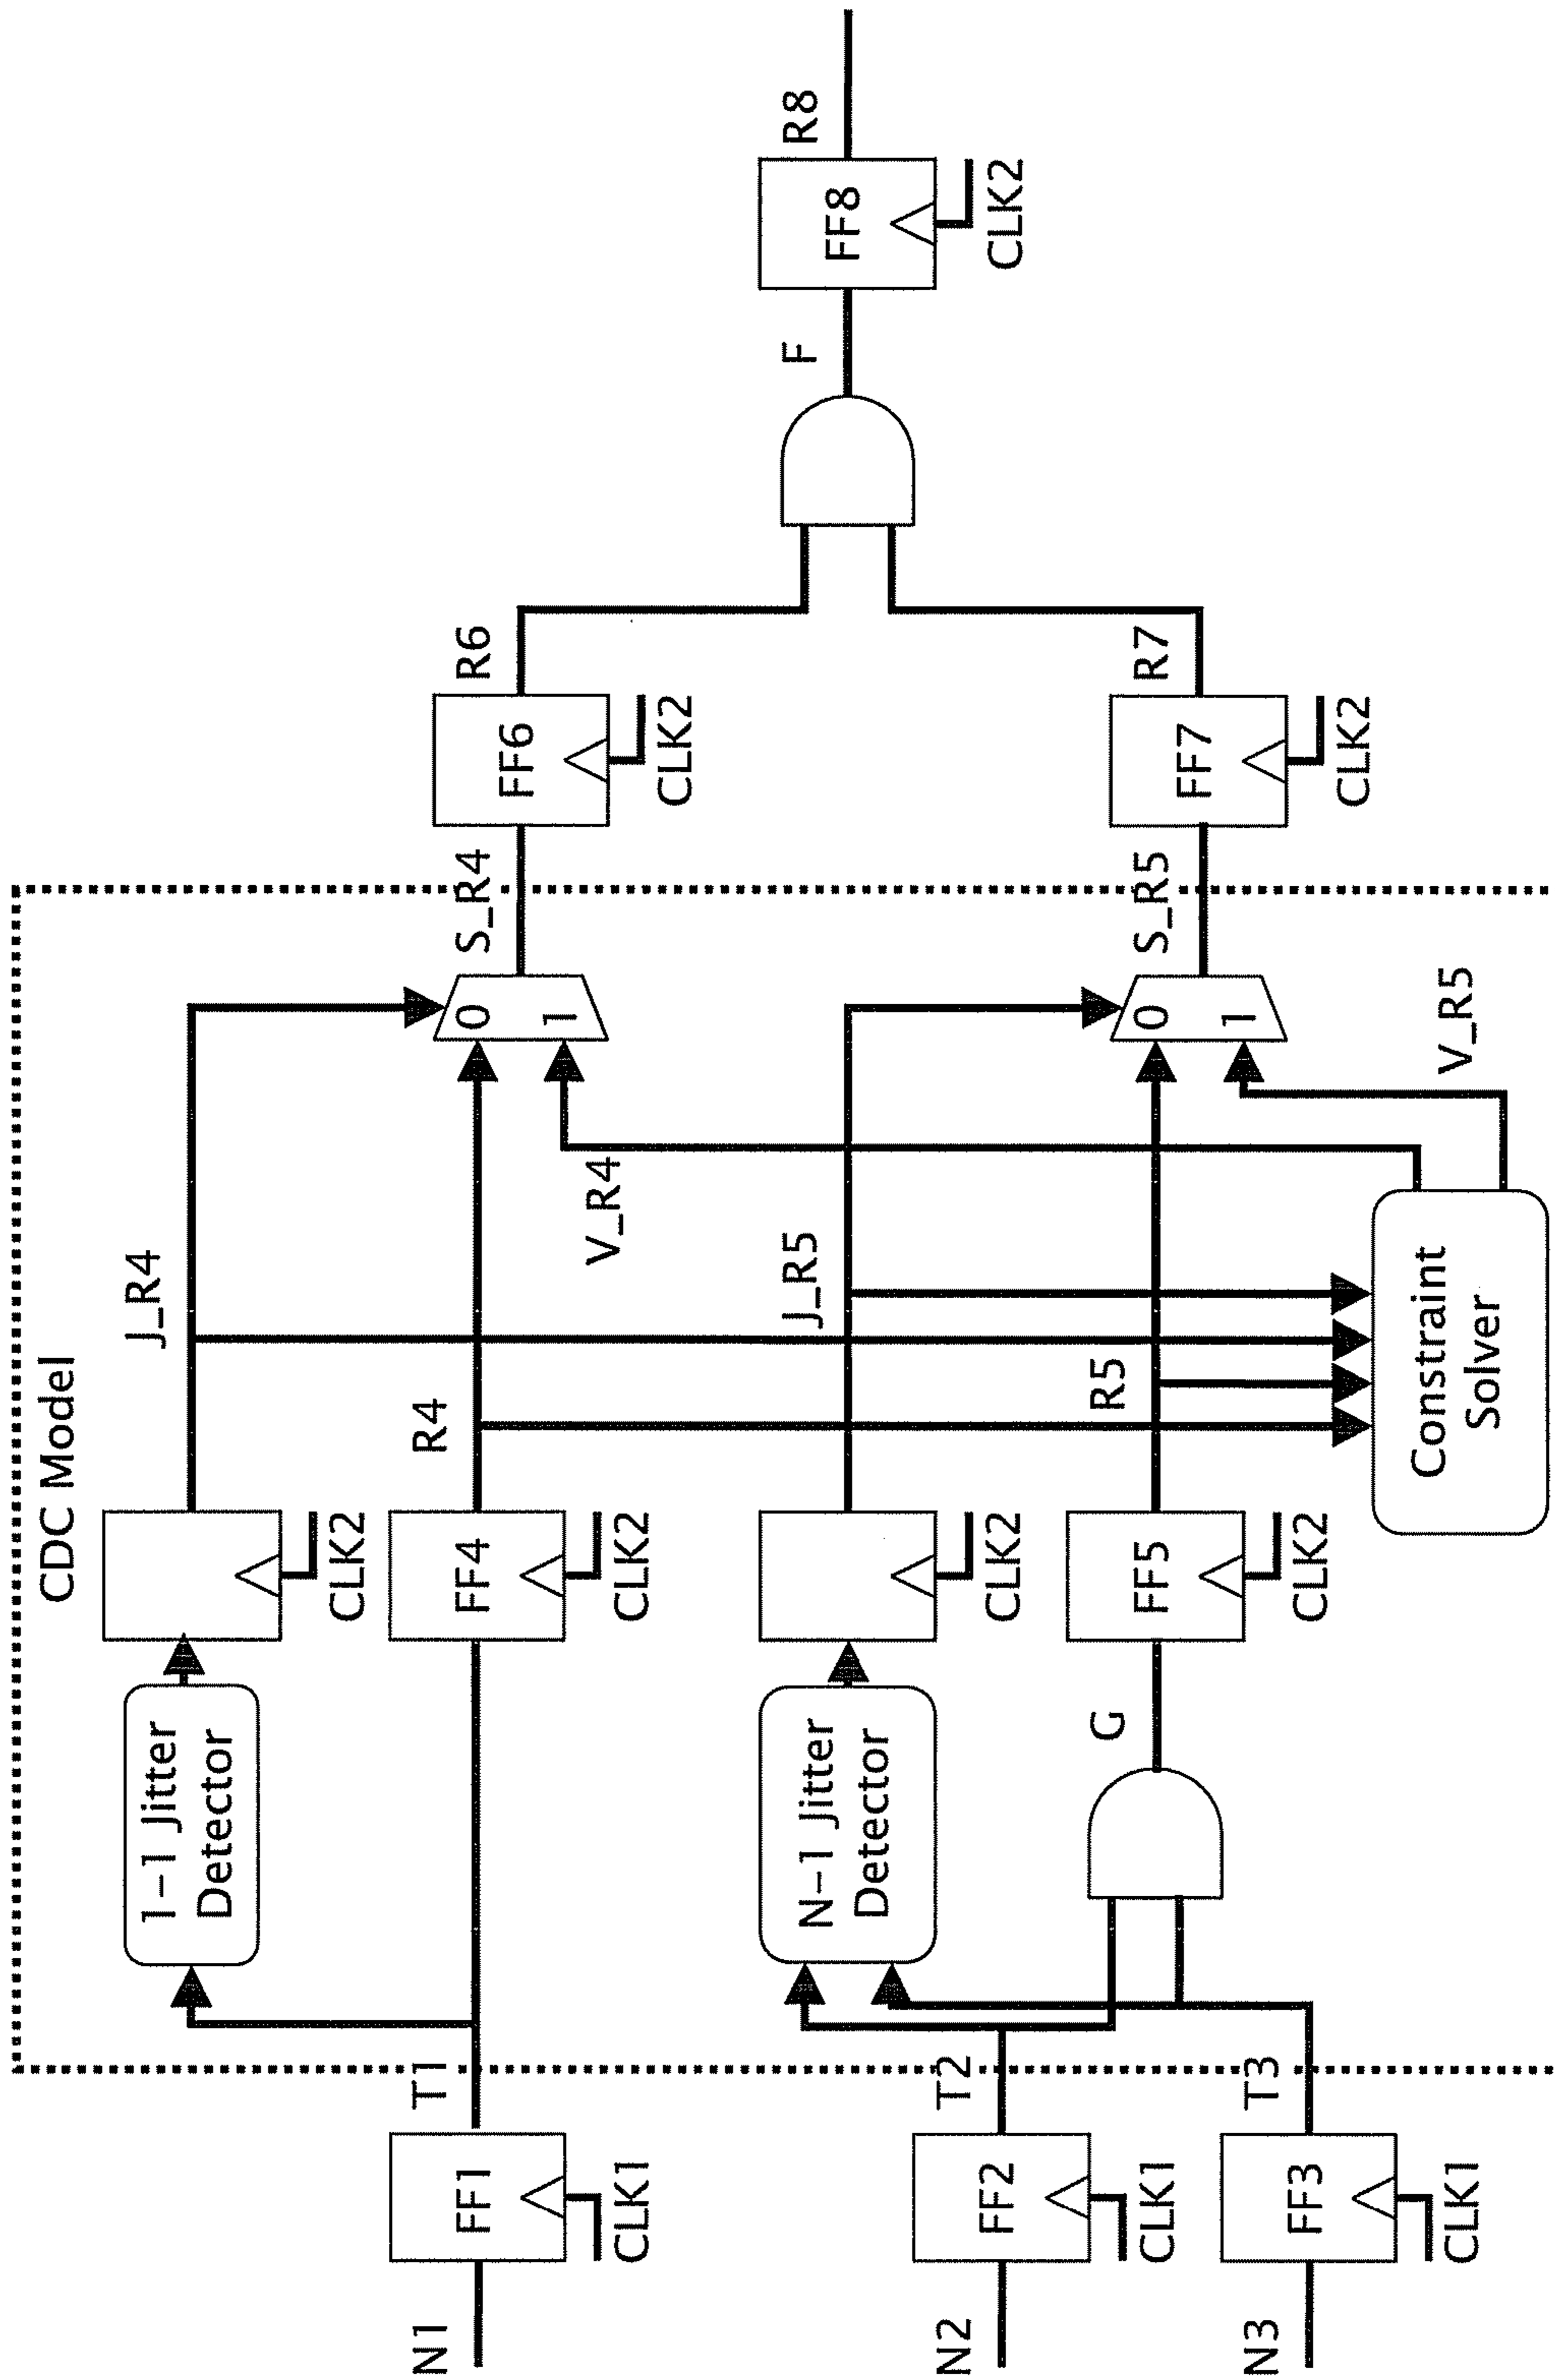 CDC Model
1-1 Jitter
Detector
CLK2
J_R4
N1
FF1
CLK1
T1
FF4
CLK2
R4
V_R4
0
1
S_R4
FF6
CLK2
R6
N-1 Jitter
Detector
CLK2
J_R5
F
FF8
CLK2
R8
N2
FF2
CLK1
T2
G
FF5
CLK2
R5
0
1
S_R5
FF7
CLK2
R7
N3
FF3
CLK1
T3
Constraint
Solver
V_R5